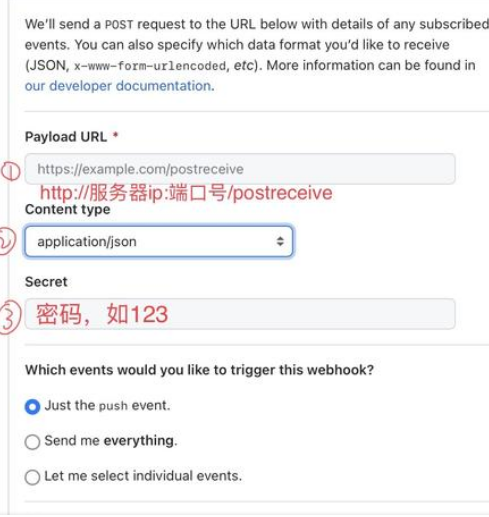 We'll send a POST request to the URL below with details of any subscribed
events. You can also specify which data format you'd like to receive
(JSON, x-www-form-urlencoded, etc). More information can be found in
our developer documentation.
Payload URL *
① https://example.com/postreceive
http://服务器ip:端口号/postreceive
Content type
② application/json
Secret
③ 密码，如123
Which events would you like to trigger this webhook?
Just the push event.
Send me everything.
Let me select individual events.